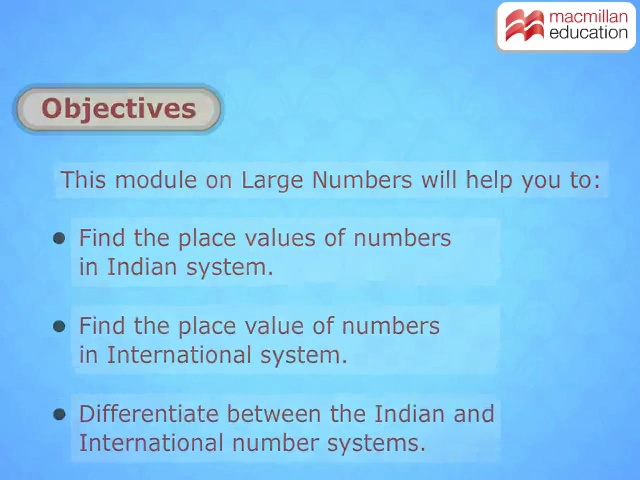 macmillan
education
Objectives
This module on Large Numbers will help you to:
Find the place values of numbers
in Indian system.
Find the place value of numbers
in International system.
Differentiate between the Indian and
International number systems.